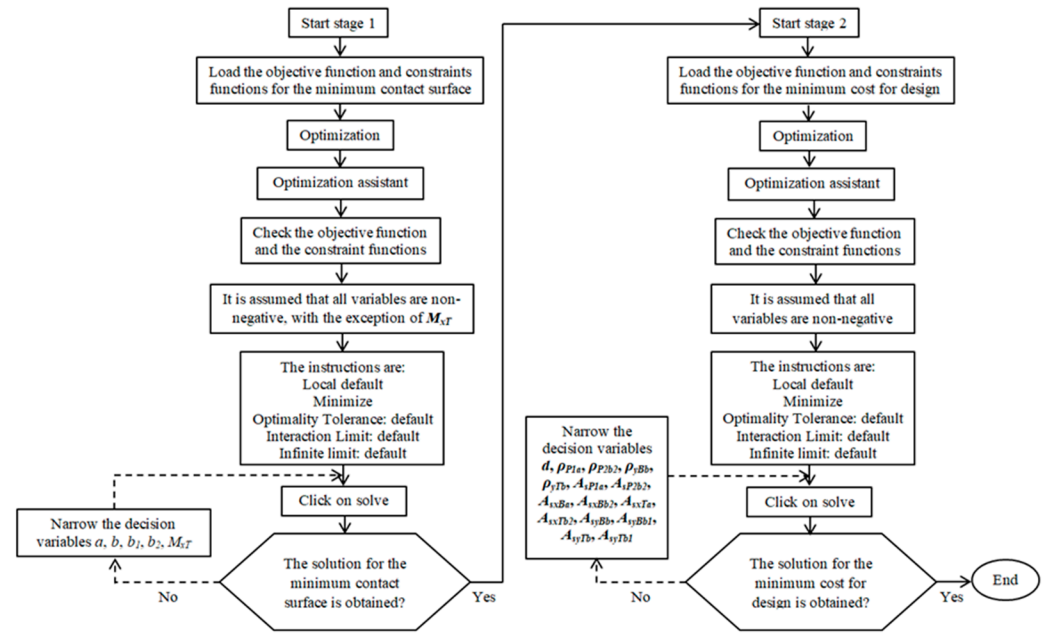 Start stage 1
Load the objective function and constraints
functions for the minimum contact surface
Optimization
Optimization assistant
Check the objective function
and the constraint functions
It is assumed that all variables are non-
negative, with the exception of MxT
The instructions are:
Local default
Minimize
Optimality Tolerance: default
Interaction Limit: default
Infinite limit: default
Click on solve
Narrow the decision
variables a, b, b1, b2, MxT
The solution for the
minimum contact
surface is obtained?
No
Yes
Start stage 2
Load the objective function and constraints
functions for the minimum cost for design
Optimization
Optimization assistant
Check the objective function
and the constraint functions
It is assumed that all
variables are non-negative
The instructions are:
Local default
Minimize
Optimality Tolerance: default
Interaction Limit: default
Infinite limit: default
Narrow the
decision variables
d, ρP1a, ρP2b2, ρyBb,
ρyTb, AsP1a, AsP2b2,
AsxBa, AsxBb2, AsxTa,
AsxTb2, AsyBb, AsyBb1,
AsyTb, AsyTb1
Click on solve
The solution for the
minimum cost for
design is obtained?
No
Yes
End